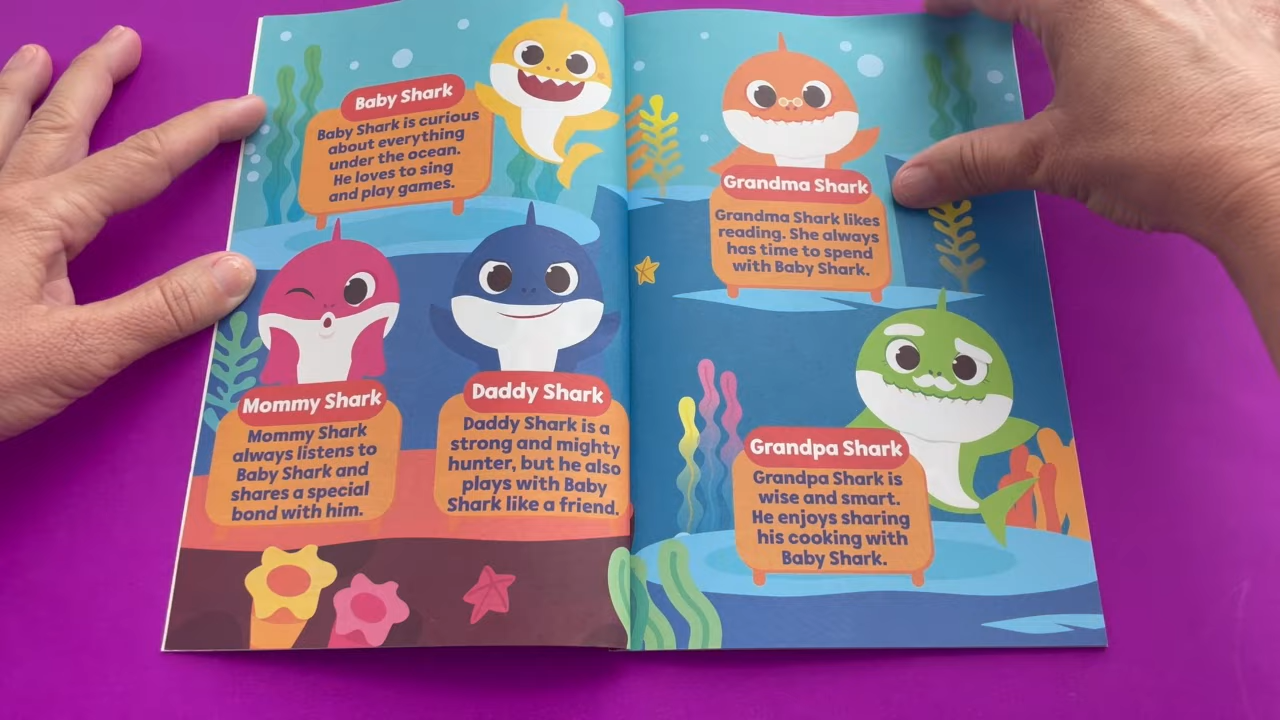 Baby Shark
Baby Shark is curious
about everything
under the ocean.
He loves to sing
and play games.
Mommy Shark
Mommy Shark
always listens to
Baby Shark and
shares a special
bond with him.
Daddy Shark
Daddy Shark is a
strong and mighty
hunter, but he also
plays with Baby
Shark like a friend.
Grandma Shark
Grandma Shark likes
reading. She always
has time to spend
with Baby Shark.
Grandpa Shark
Grandpa Shark is
wise and smart.
He enjoys sharing
his cooking with
Baby Shark.